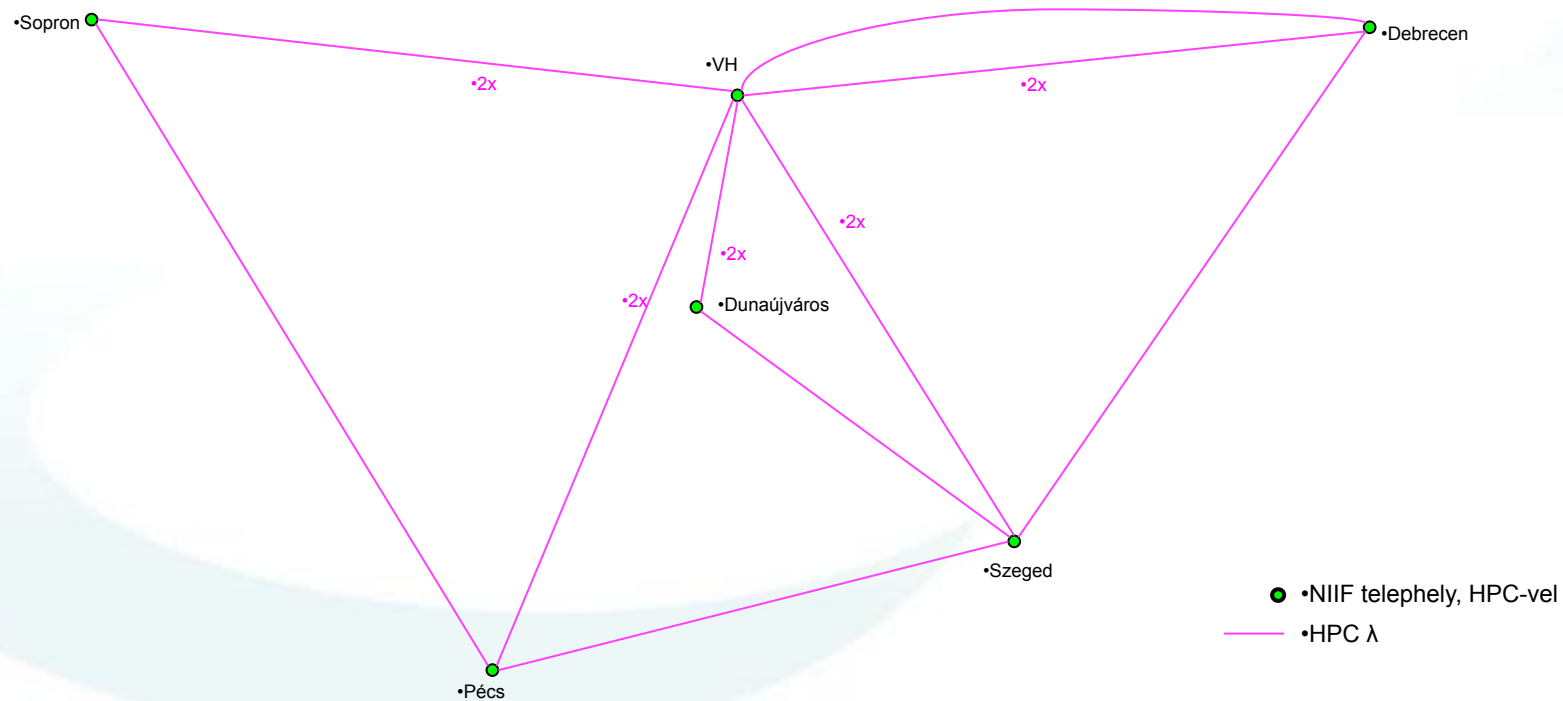 •Sopron
•Debrecen
•VH
•2x
•2x
•2x
•2x
•2x
•Dunaújváros
•Szeged
•Pécs
•NIIF telephely, HPC-vel
•HPC λ